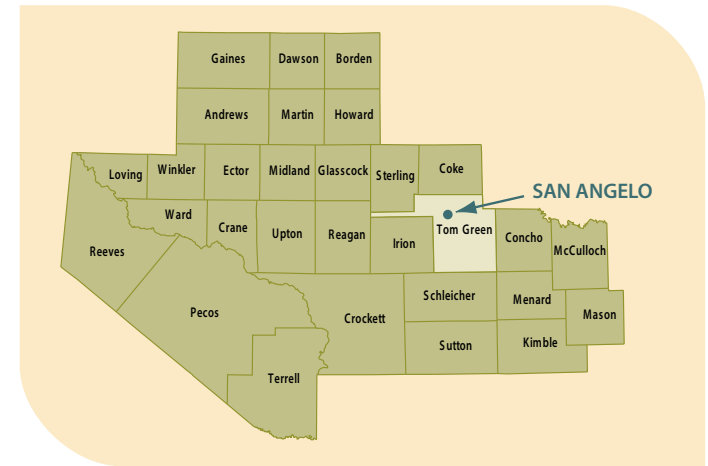 Gaines
Dawson
Borden
Andrews
Martin
Howard
Loving
Winkler
Ector
Midland
Glasscock
Sterling
Coke
SAN ANGELO
Ward
Crane
Upton
Reagan
Irion
Tom Green
Concho
McCulloch
Reeves
Pecos
Crockett
Schleicher
Menard
Mason
Sutton
Kimble
Terrell